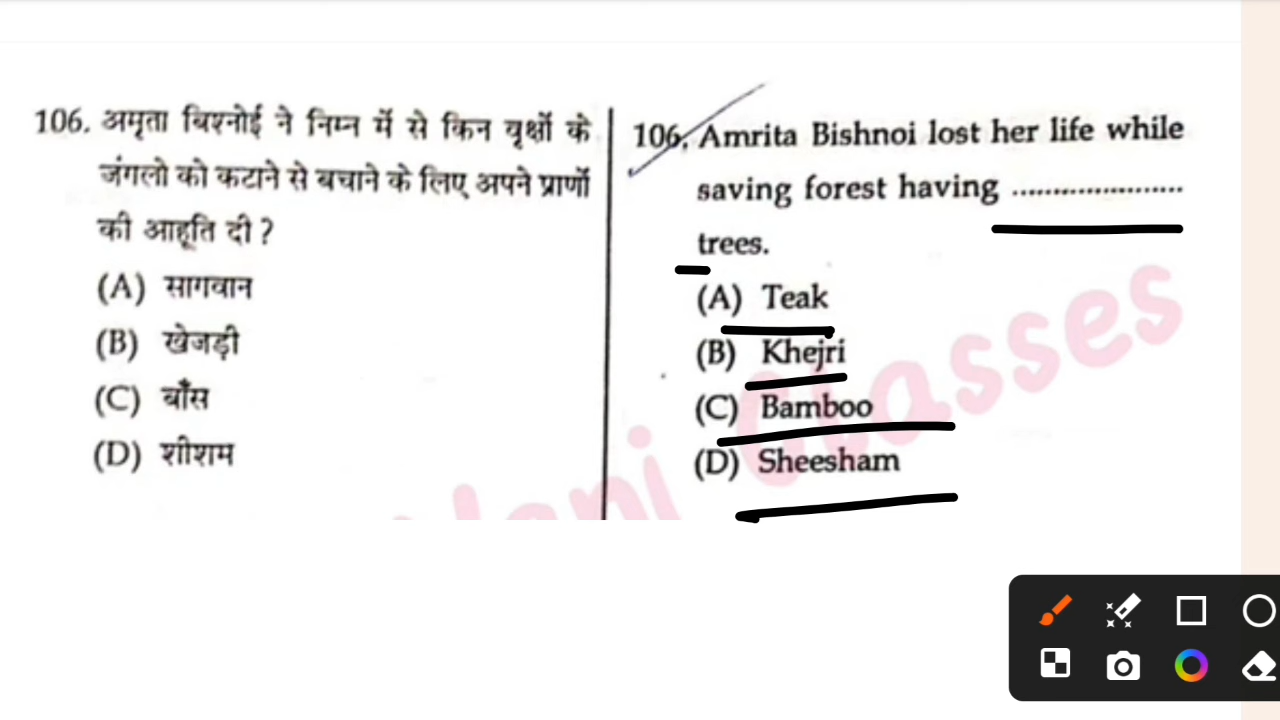 106. अमृता बिश्नोई ने निम्न में से किन वृक्षों के
जंगलो को कटाने से बचाने के लिए अपने प्राणों
की आहूति दी ?
(A) सागवान
(B) खेजड़ी
(C) बाँस
(D) शीशम
106. Amrita Bishnoi lost her life while
saving forest having ......................
trees.
(A) Teak
(B) Khejri
(C) Bamboo
(D) Sheesham
Classes